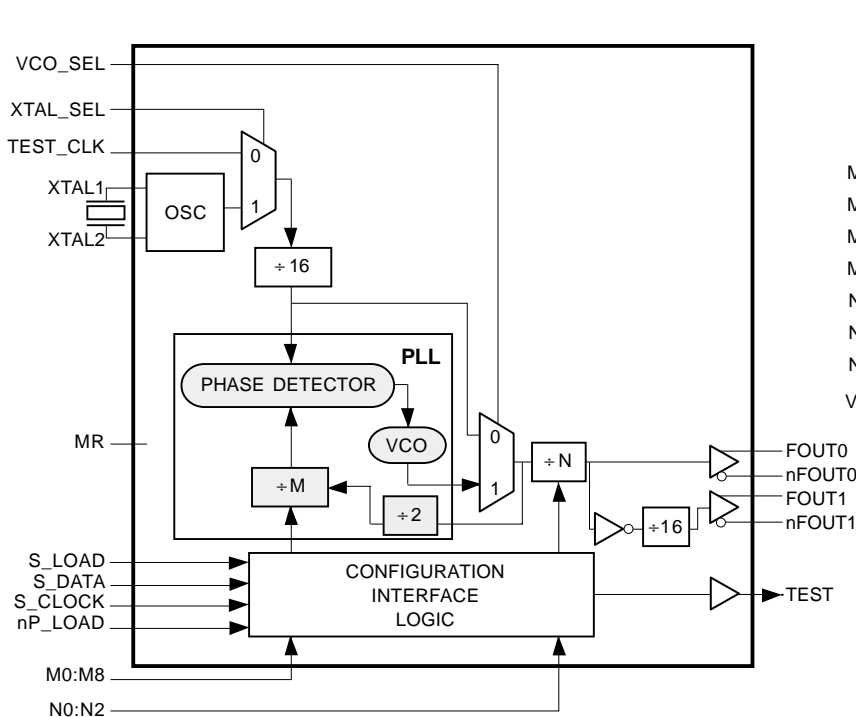 VCO_SEL
XTAL_SEL
TEST_CLK
0
XTAL1
OSC
1
XTAL2
÷ 16
PLL
PHASE DETECTOR
MR
VCO
0
1
÷ N
FOUT0
nFOUT0
÷ M
÷ 2
FOUT1
÷16
nFOUT1
S_LOAD
S_DATA
S_CLOCK
nP_LOAD
CONFIGURATION
INTERFACE
LOGIC
TEST
M0:M8
N0:N2